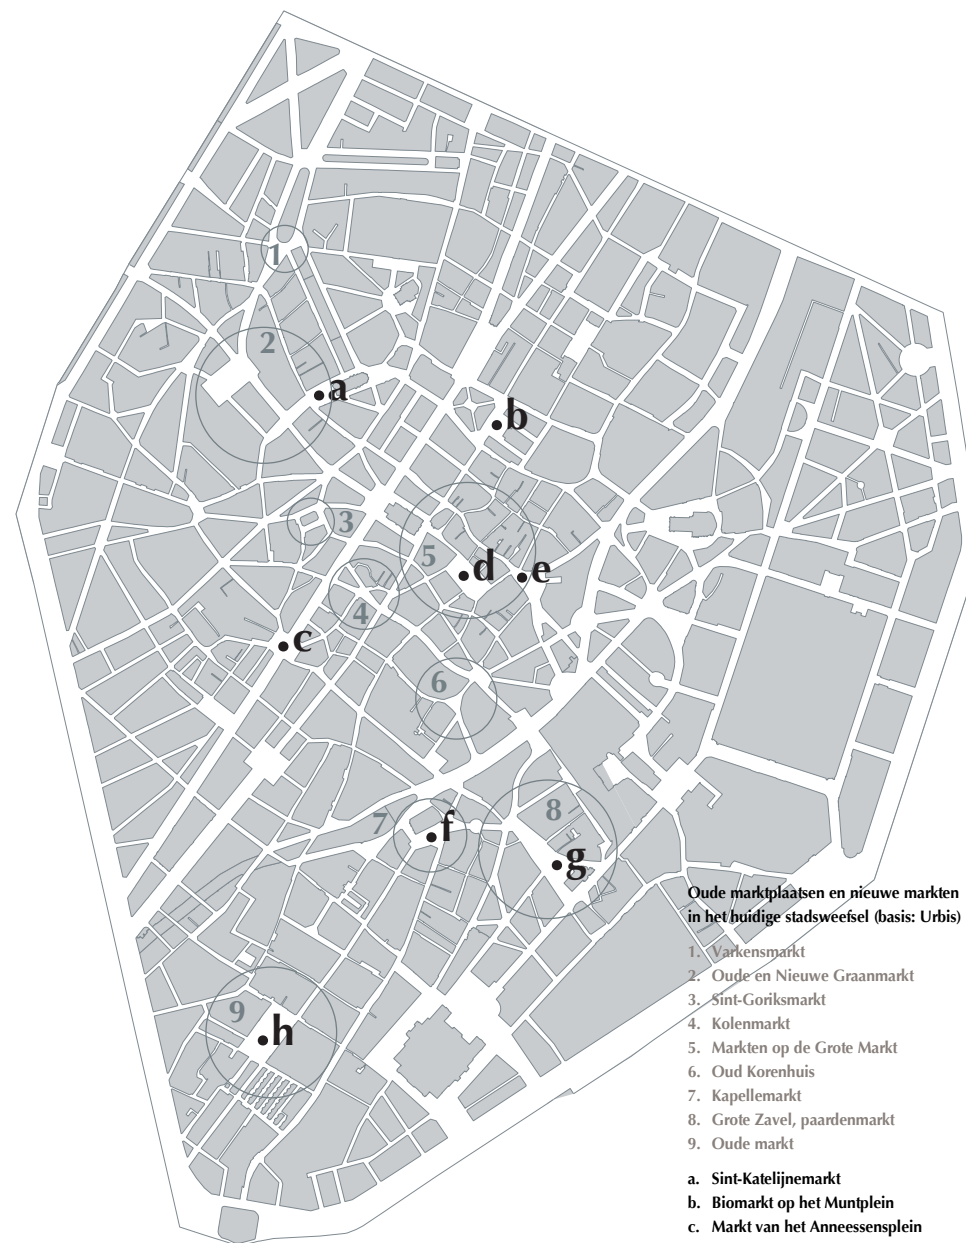 1
2
a
b
3
5
d
e
4
c
6
8
7
f
g
Oude marktplaatsen en nieuwe markten
in het huidige stadsweefsel (basis: Urbis)
1. Varkensmarkt
2. Oude en Nieuwe Graanmarkt
3. Sint-Goriksmarkt
4. Kolenmarkt
5. Markten op de Grote Markt
6. Oud Korenhuis
7. Kapellemarkt
8. Grote Zavel, paardenmarkt
9. Oude markt
9
h
a. Sint-Katelijnemarkt
b. Biomarkt op het Muntplein
c. Markt van het Anneessensplein